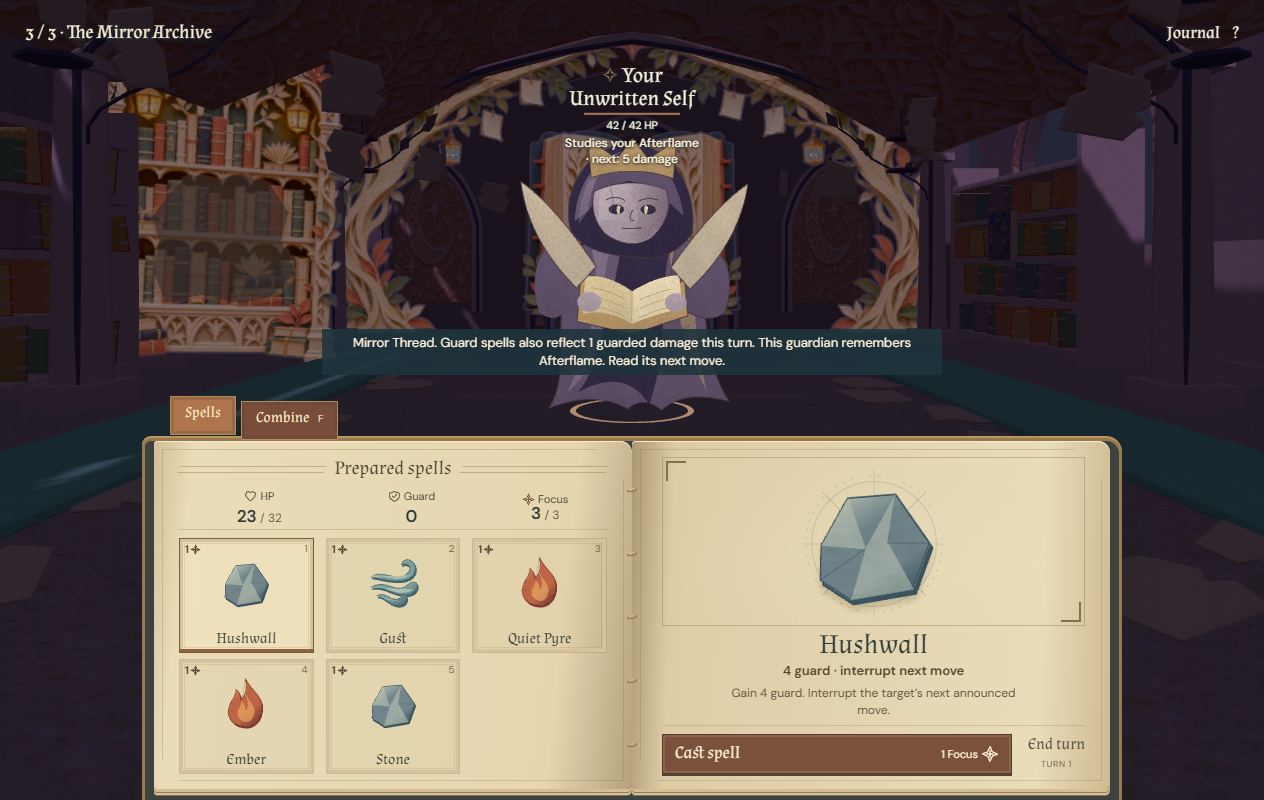 3 / 3 · The Mirror Archive
Journal ?
Your
Unwritten Self
42 / 42 HP
Studies your Afterflame
· next: 5 damage
Mirror Thread. Guard spells also reflect 1 guarded damage this turn. This guardian remembers
Afterflame. Read its next move.
Spells
Combine F
Prepared spells
HP
23 / 32
Guard
0
Focus
3 / 3
1 1
Hushwall
1 2
Gust
1 3
Quiet Pyre
1 4
Ember
1 5
Stone
Hushwall
4 guard · interrupt next move
Gain 4 guard. Interrupt the target's next announced
move.
Cast spell 1 Focus
End turn
TURN 1